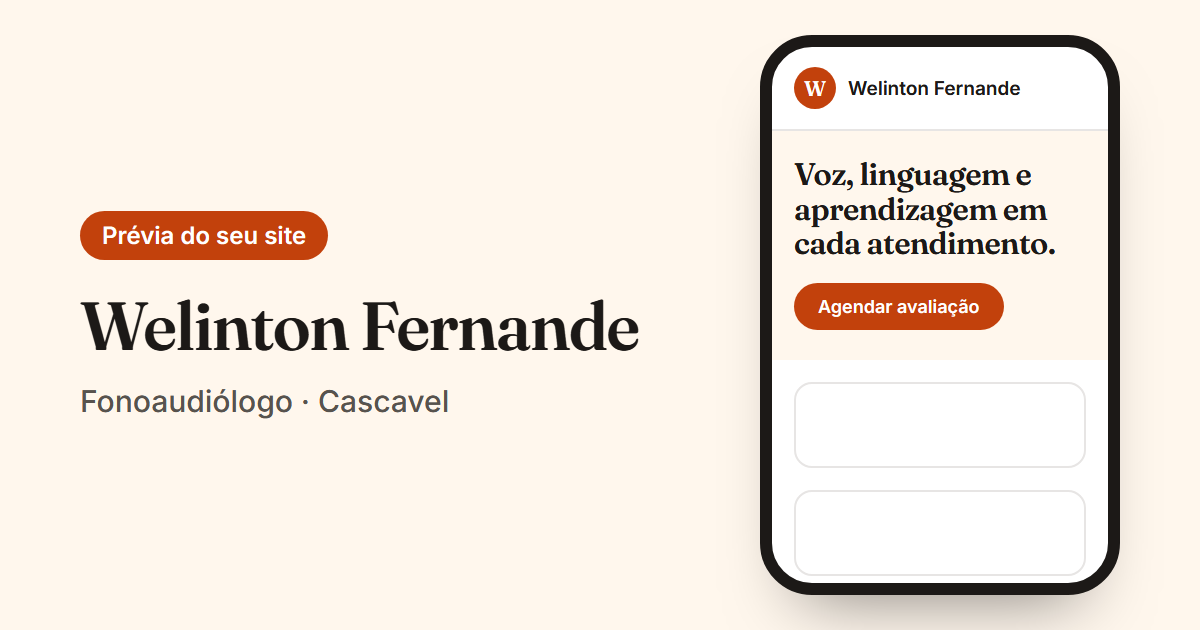 Prévia do seu site
Welinton Fernande
Fonoaudiólogo · Cascavel
W
Welinton Fernande
Voz, linguagem e
aprendizagem em
cada atendimento.
Agendar avaliação